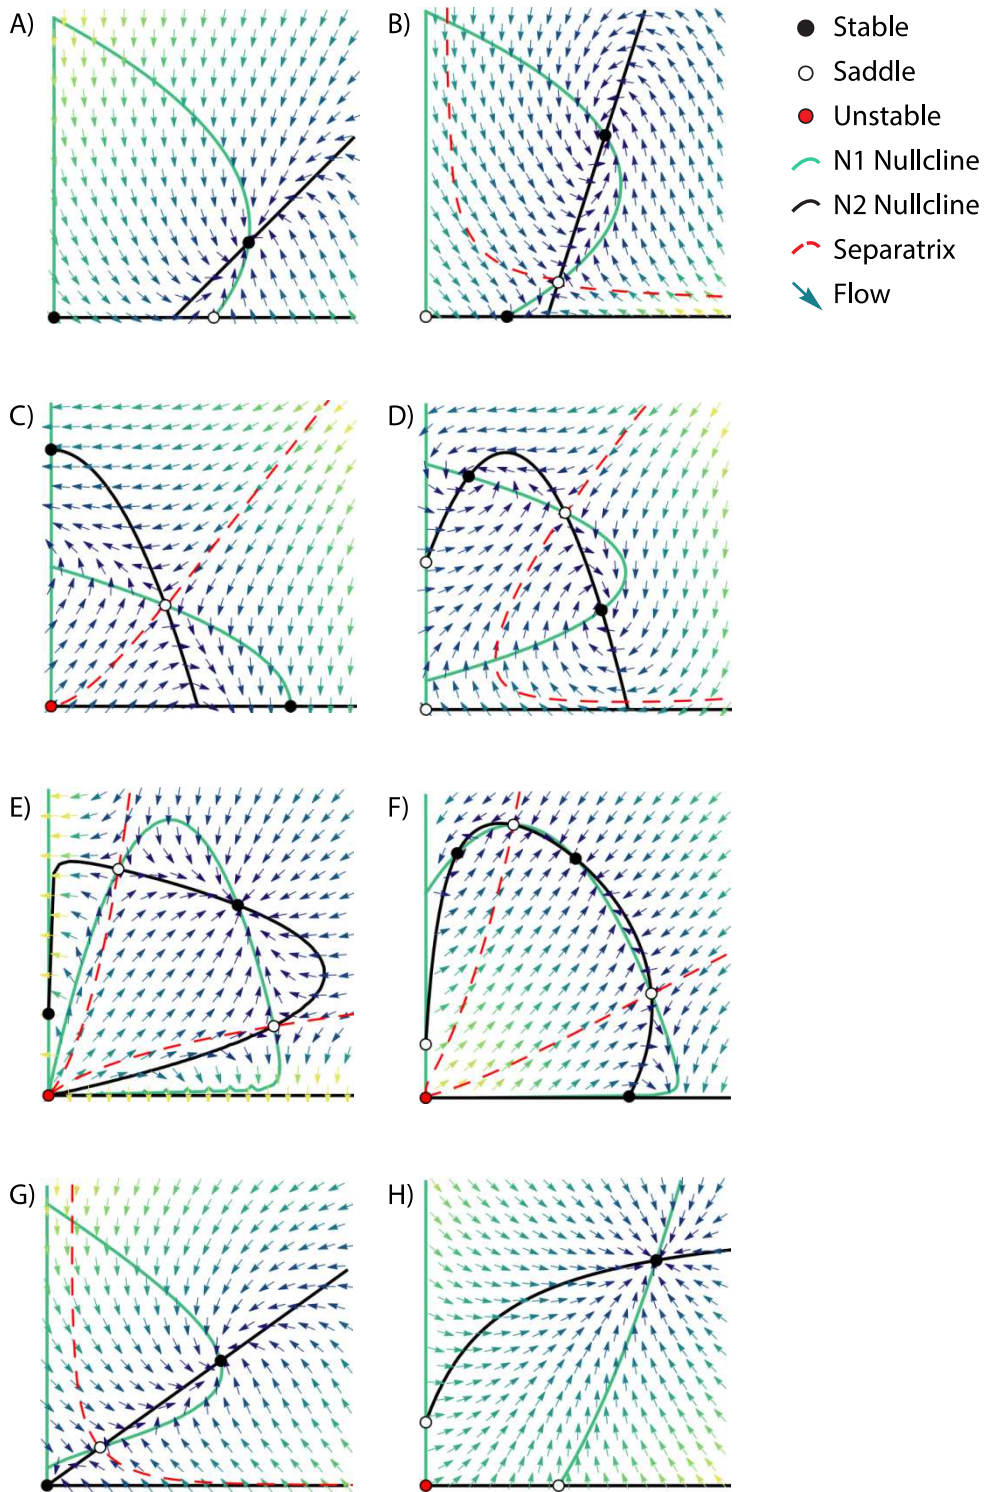 A)
B)
Stable
Saddle
Unstable
N1 Nullcline
N2 Nullcline
Separatrix
Flow
C)
D)
E)
F)
G)
H)